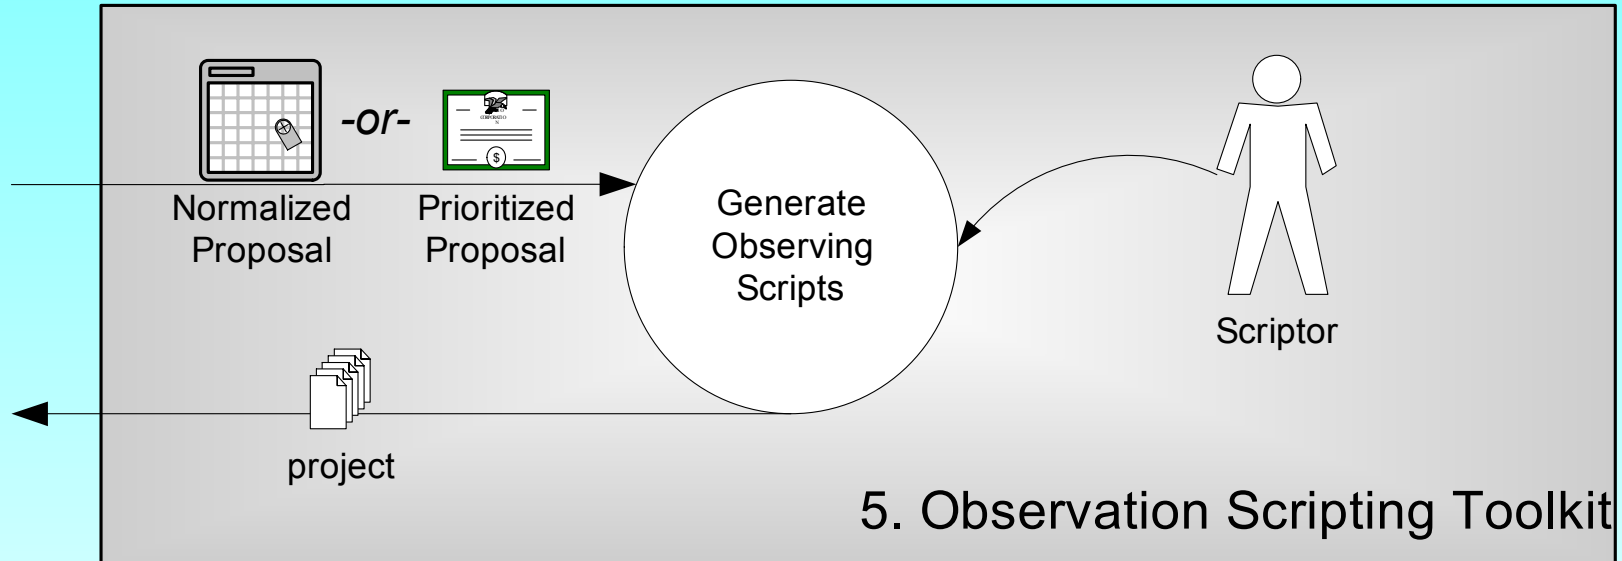 -or-
$
Normalized
Proposal
Prioritized
Proposal
Generate
Observing
Scripts
Scriptor
project
5. Observation Scripting Toolkit